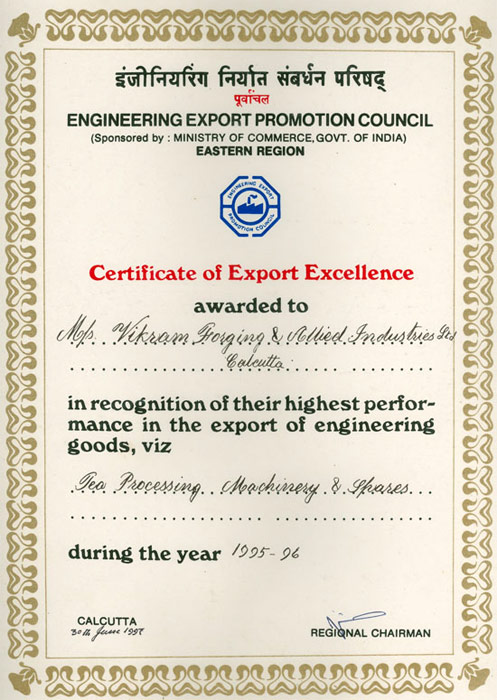 इंजीनियरिंग निर्यात संबर्धन परिषद्
पूर्वांचल
ENGINEERING EXPORT PROMOTION COUNCIL
(Sponsored by : MINISTRY OF COMMERCE, GOVT. OF INDIA)
EASTERN REGION
ENGINEERING EXPORT
PROMOTION COUNCIL
Certificate of Export Excellence
awarded to
M/s. Vikram Forging & Allied Industries Ltd
Calcutta
in recognition of their highest perfor-
mance in the export of engineering
goods, viz
Tea Processing Machinery & Spares
during the year 1995-96
CALCUTTA
30th June
REGIONAL CHAIRMAN